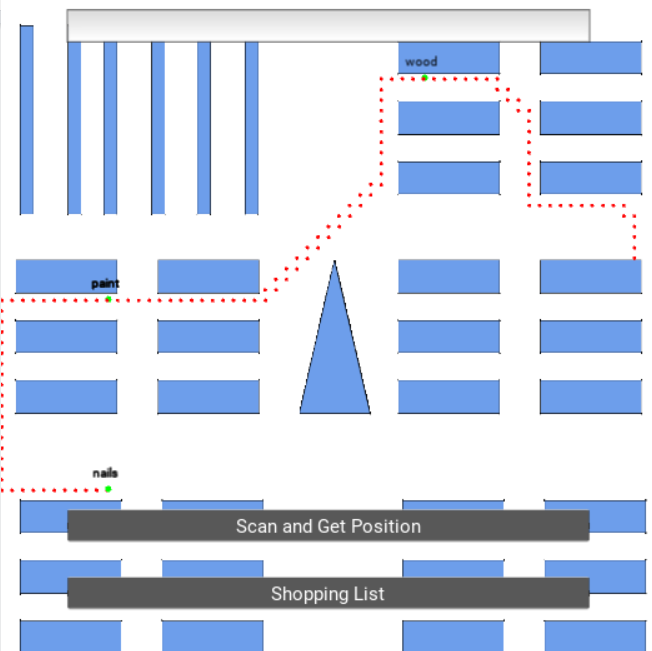 wood
paint
nails
Scan and Get Position
Shopping List